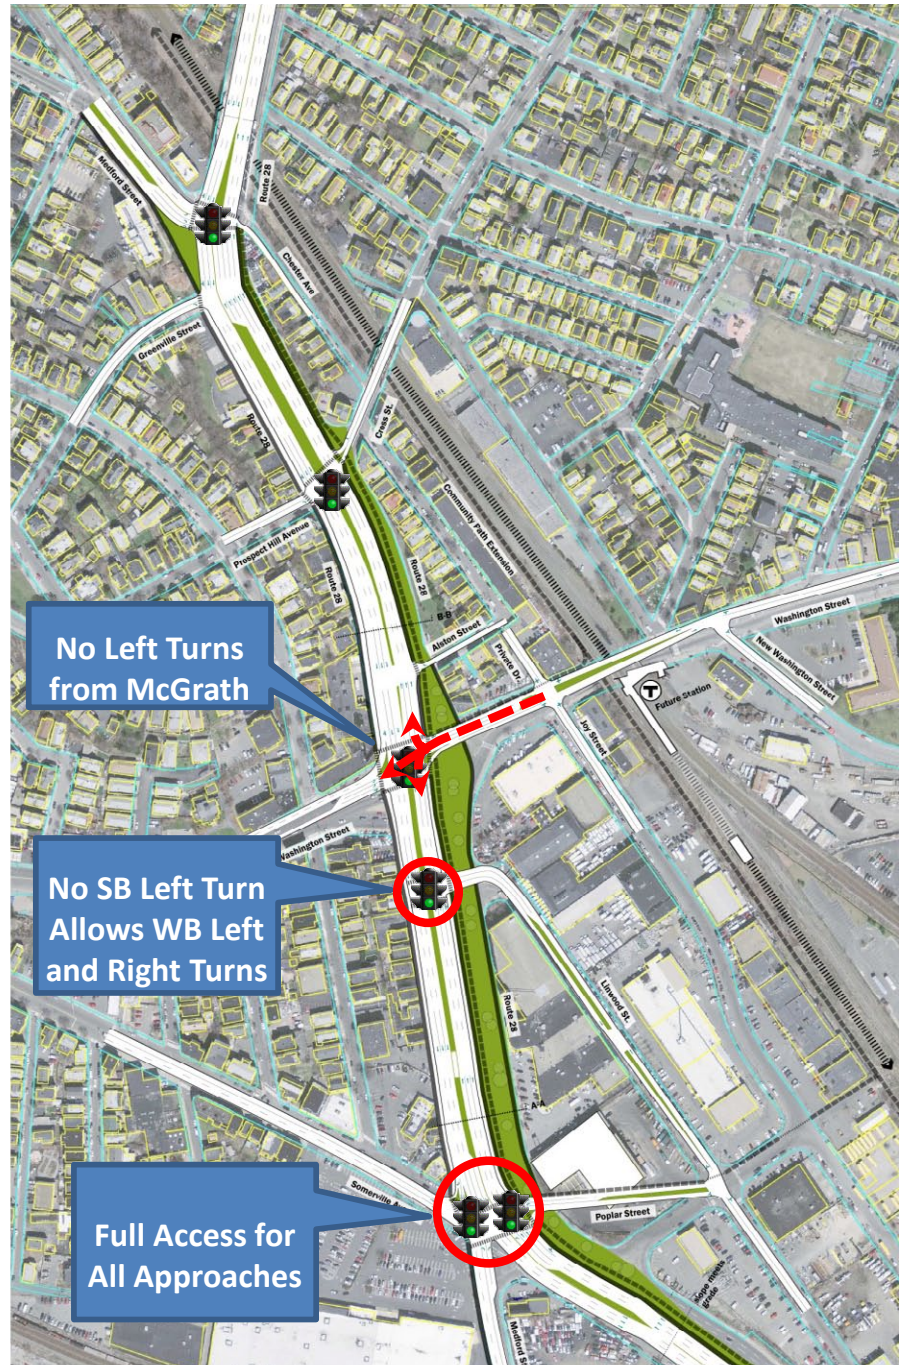 Medford Street
Route 28
Chester Ave
Greenville Street
Route 28
Cross St.
Community Path Extension
Prospect Hill Avenue
Route 28
Route 28
B-B
Alston Street
Private Dr.
Washington Street
New Washington Street
T
Future Station
Joy Street
No Left Turns
from McGrath
Washington Street
No SB Left Turn
Allows WB Left
and Right Turns
Linwood St.
Route 28
A-A
Full Access for
All Approaches
Somerville A
Poplar Street
meets
grade
Medford St